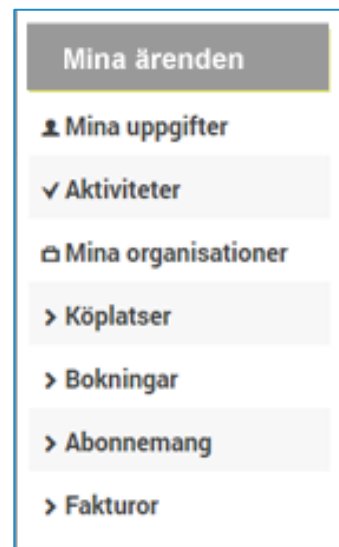 Mina ärenden
Mina uppgifter
Aktiviteter
Mina organisationer
Köplatser
Bokningar
Abonnemang
Fakturor